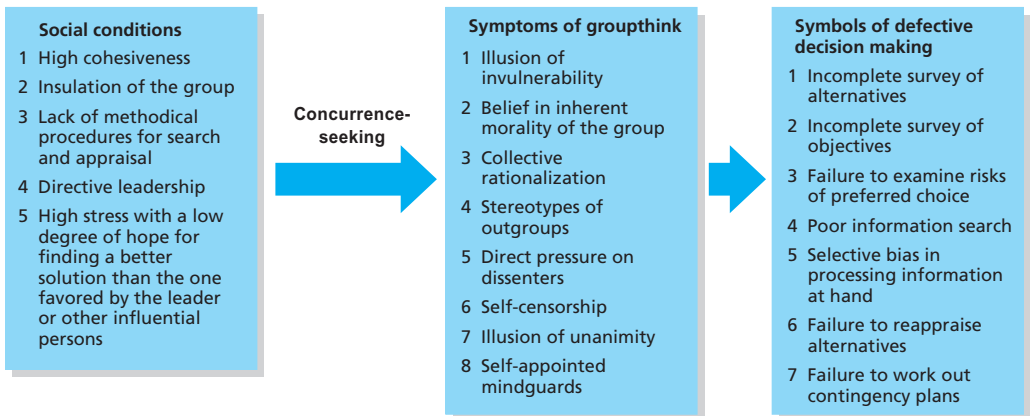 Social conditions
1 High cohesiveness
2 Insulation of the group
3 Lack of methodical
procedures for search
and appraisal
4 Directive leadership
5 High stress with a low
degree of hope for
finding a better
solution than the one
favored by the leader
or other influential
persons
Concurrence-
seeking
Symptoms of groupthink
1 Illusion of
invulnerability
2 Belief in inherent
morality of the group
3 Collective
rationalization
4 Stereotypes of
outgroups
5 Direct pressure on
dissenters
6 Self-censorship
7 Illusion of unanimity
8 Self-appointed
mindguards
Symbols of defective
decision making
1 Incomplete survey of
alternatives
2 Incomplete survey of
objectives
3 Failure to examine risks
of preferred choice
4 Poor information search
5 Selective bias in
processing information
at hand
6 Failure to reappraise
alternatives
7 Failure to work out
contingency plans